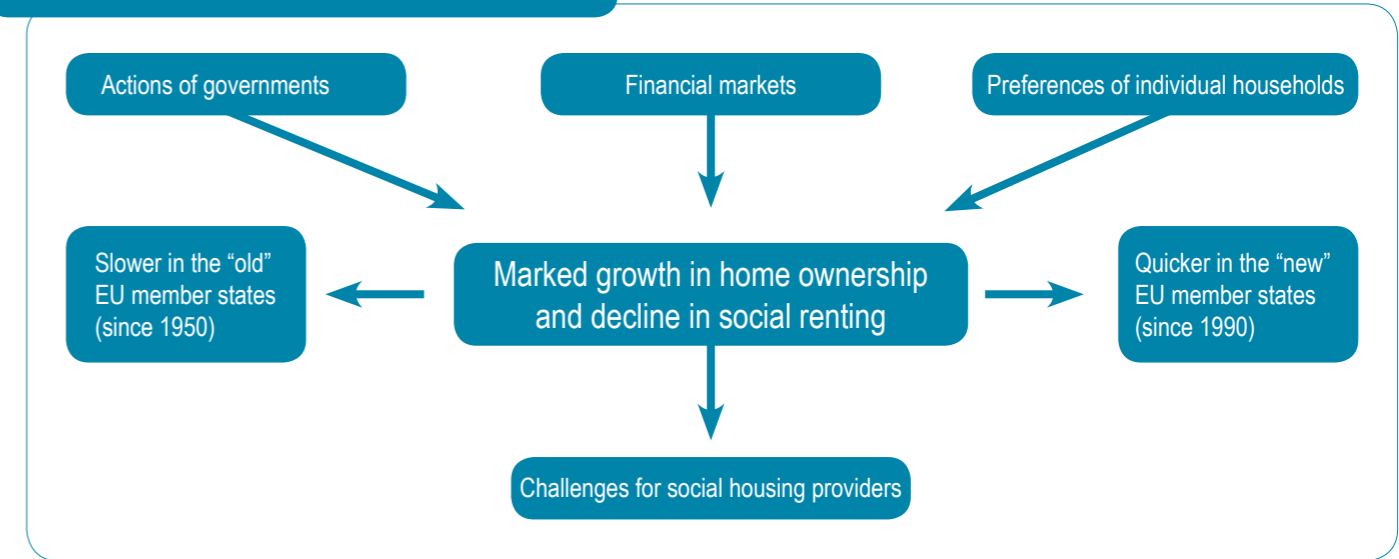 Actions of governments
Financial markets
Preferences of individual households
Slower in the “old”
EU member states
(since 1950)
Marked growth in home ownership
and decline in social renting
Quicker in the “new”
EU member states
(since 1990)
Challenges for social housing providers